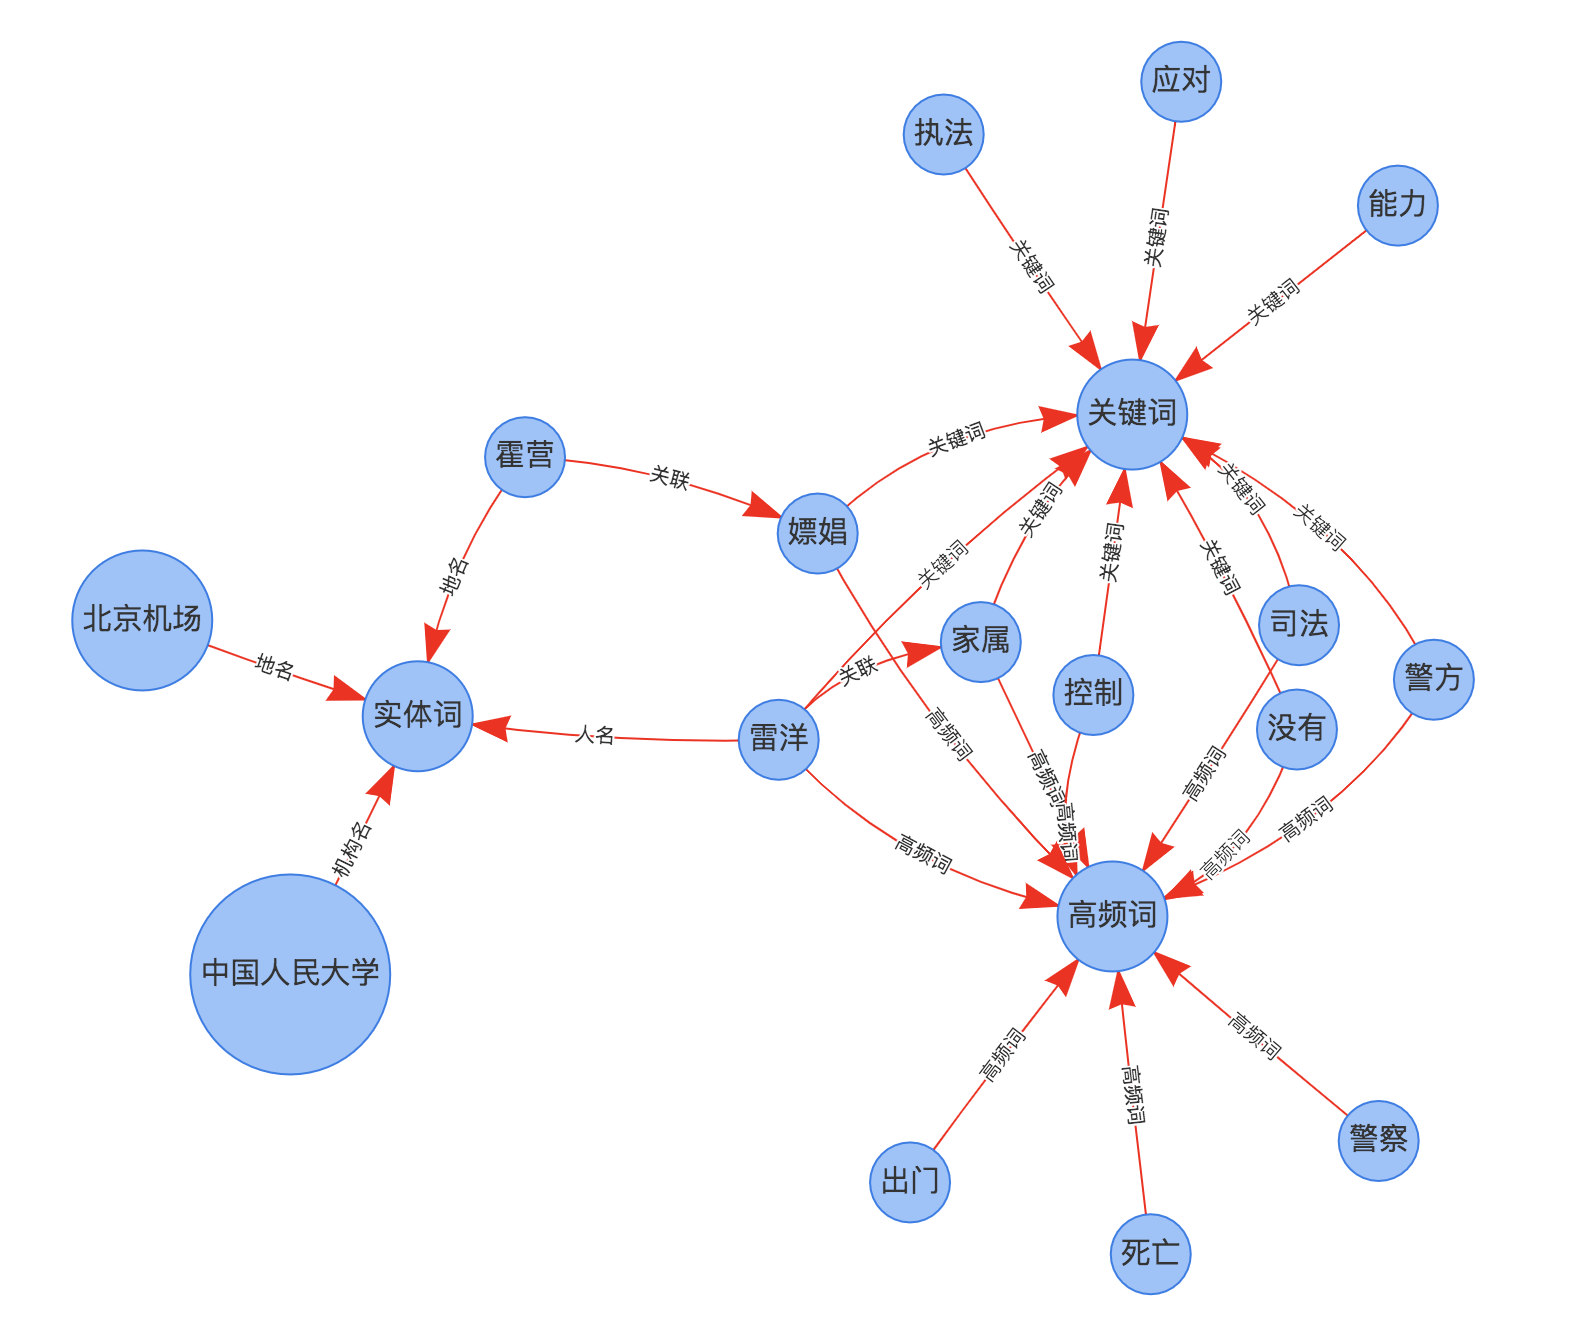 应对
执法
能力
关键词
关键词
关键词
关键词
霍营
关联
关键词
关键词
关键词
关键词
嫖娼
关键词
关键词
关键词
地名
北京机场
地名
家属
司法
关联
控制
警方
实体词
人名
雷洋
没有
高频词
高频词
高频词
高频词
高频词
高频词
高频词
高频词
机构名
高频词
中国人民大学
高频词
高频词
高频词
出门
警察
死亡